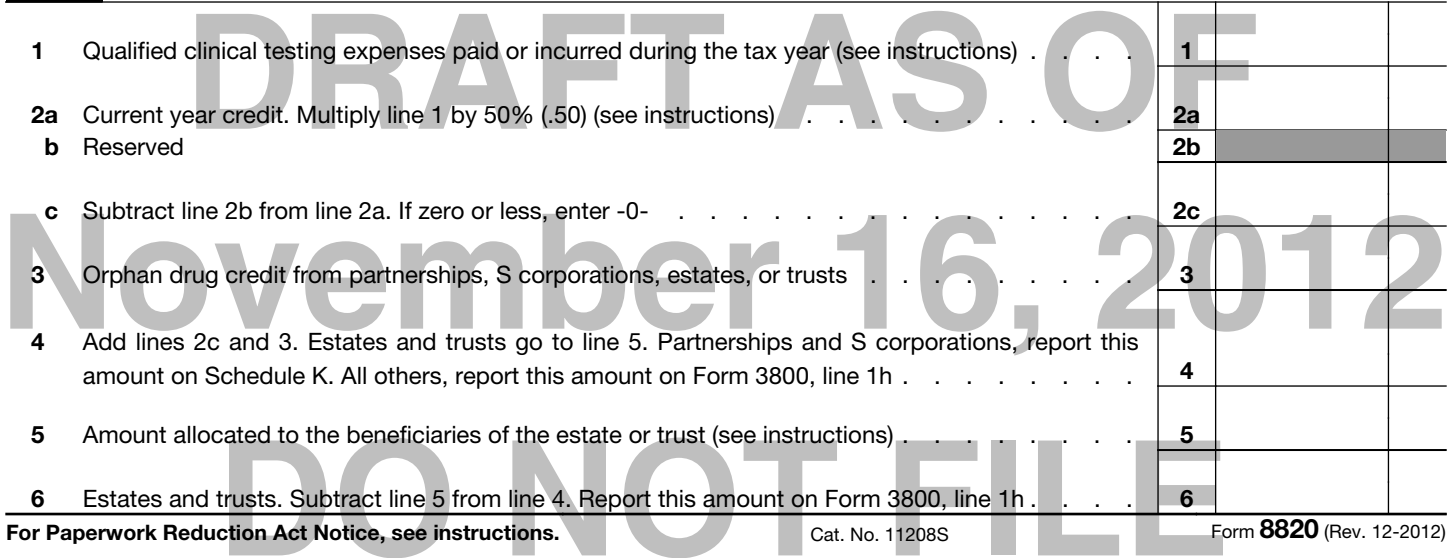 DRAFT AS OF
1 Qualified clinical testing expenses paid or incurred during the tax year (see instructions) . . . . 1
2a Current year credit. Multiply line 1 by 50% (.50) (see instructions) . . . . . . . . . . . 2a
b Reserved 2b
c Subtract line 2b from line 2a. If zero or less, enter -0- . . . . . . . . . . . . . . . 2c
November 16, 2012
3 Orphan drug credit from partnerships, S corporations, estates, or trusts . . . . . . . . . 3
4 Add lines 2c and 3. Estates and trusts go to line 5. Partnerships and S corporations, report this
amount on Schedule K. All others, report this amount on Form 3800, line 1h . . . . . . . . 4
5 Amount allocated to the beneficiaries of the estate or trust (see instructions) . . . . . . . . 5
DO NOT FILE
6 Estates and trusts. Subtract line 5 from line 4. Report this amount on Form 3800, line 1h . . . . 6
For Paperwork Reduction Act Notice, see instructions. Cat. No. 11208S Form 8820 (Rev. 12-2012)